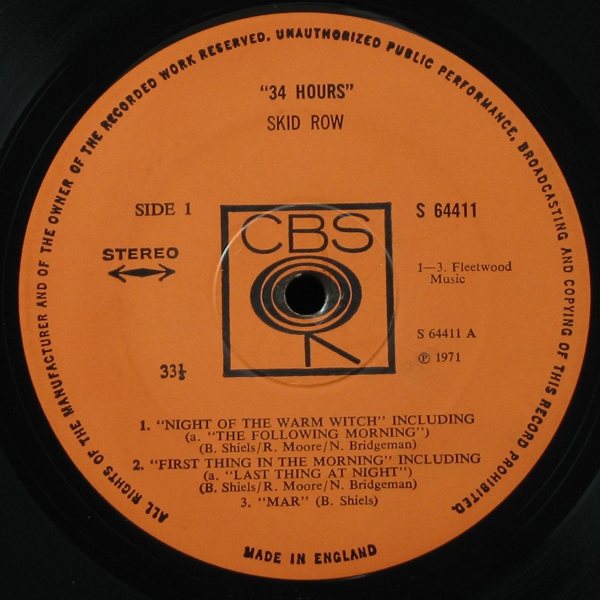 ALL RIGHTS OF THE MANUFACTURER AND OF THE OWNER OF THE RECORDED WORK RESERVED. UNAUTHORIZED PUBLIC PERFORMANCE, BROADCASTING AND COPYING OF THIS RECORD PROHIBITED.
"34 HOURS"
SKID ROW
SIDE 1
S 64411
CBS
STEREO
1—3. Fleetwood
Music
S 64411 A
℗ 1971
33⅓
1. "NIGHT OF THE WARM WITCH" INCLUDING
(a. "THE FOLLOWING MORNING")
(B. Shiels/R. Moore/N. Bridgeman)
2. "FIRST THING IN THE MORNING" INCLUDING
(a. "LAST THING AT NIGHT")
(B. Shiels/R. Moore/N. Bridgeman)
3. "MAR" (B. Shiels)
MADE IN ENGLAND